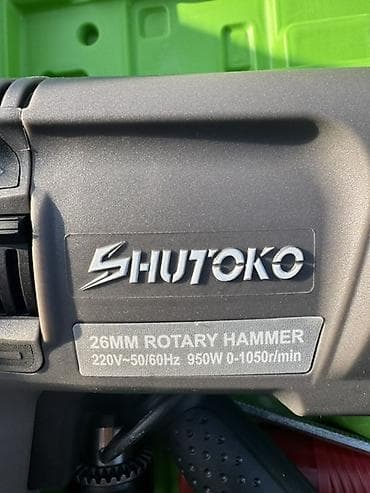 SHUTOKO
26MM ROTARY HAMMER
220V~50/60Hz 950W 0-1050r/min